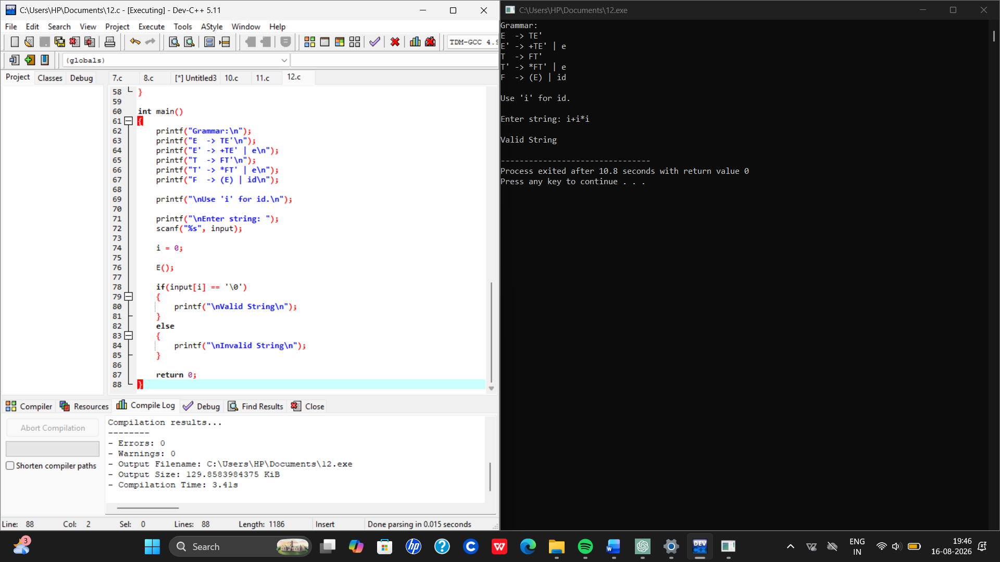 C:\Users\HP\Documents\12.c - [Executing] - Dev-C++ 5.11
File Edit Search View Project Execute Tools AStyle Window Help
TDM-GCC 4.9
(globals)
Project Classes Debug
7.c 8.c [*] Untitled3 10.c 11.c 12.c
58 }
59
60 int main()
61 {
62 printf("Grammar:\n");
63 printf("E  -> TE'\n");
64 printf("E' -> +TE' | e\n");
65 printf("T  -> FT'\n");
66 printf("T' -> *FT' | e\n");
67 printf("F  -> (E) | id\n");
68
69 printf("\nUse 'i' for id.\n");
70
71 printf("\nEnter string: ");
72 scanf("%s", input);
73
74 i = 0;
75
76 E();
77
78 if(input[i] == '\0')
79 {
80 printf("\nValid String\n");
81 }
82 else
83 {
84 printf("\nInvalid String\n");
85 }
86
87 return 0;
88 }
Compiler Resources Compile Log Debug Find Results Close
Abort Compilation
Shorten compiler paths
Compilation results...
--------
- Errors: 0
- Warnings: 0
- Output Filename: C:\Users\HP\Documents\12.exe
- Output Size: 129.8583984375 KiB
- Compilation Time: 3.41s
Line: 88 Col: 2 Sel: 0 Lines: 88 Length: 1186 Insert Done parsing in 0.015 seconds
C:\Users\HP\Documents\12.exe
Grammar:
E  -> TE'
E' -> +TE' | e
T  -> FT'
T' -> *FT' | e
F  -> (E) | id
Use 'i' for id.
Enter string: i+i*i
Valid String
--------------------------------
Process exited after 10.8 seconds with return value 0
Press any key to continue . . .
3
Search
hp
W
DEV C++
ENG
IN
19:46
16-08-2026